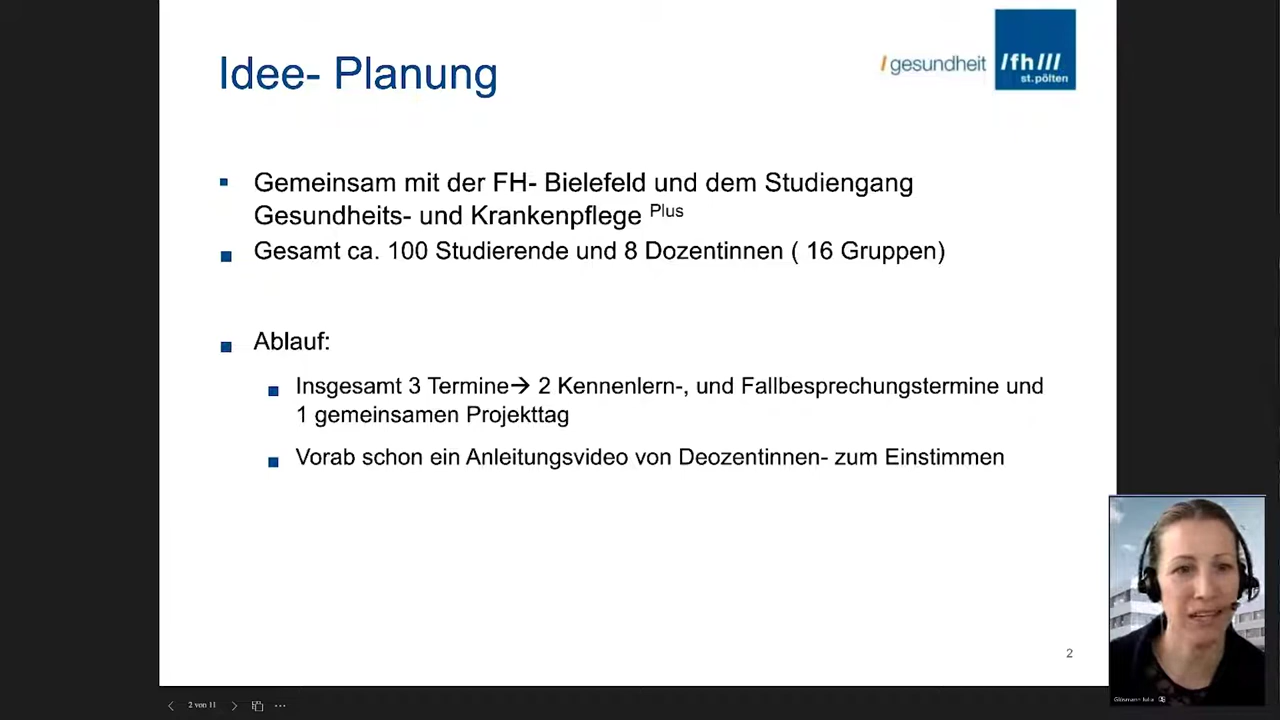 Idee- Planung
/gesundheit
/fh///
st.pölten
Gemeinsam mit der FH- Bielefeld und dem Studiengang
Gesundheits- und Krankenpflege Plus
Gesamt ca. 100 Studierende und 8 Dozentinnen ( 16 Gruppen)
Ablauf:
Insgesamt 3 Termine→ 2 Kennenlern-, und Fallbesprechungstermine und
1 gemeinsamen Projekttag
Vorab schon ein Anleitungsvideo von Deozentinnen- zum Einstimmen
2
2 von 11